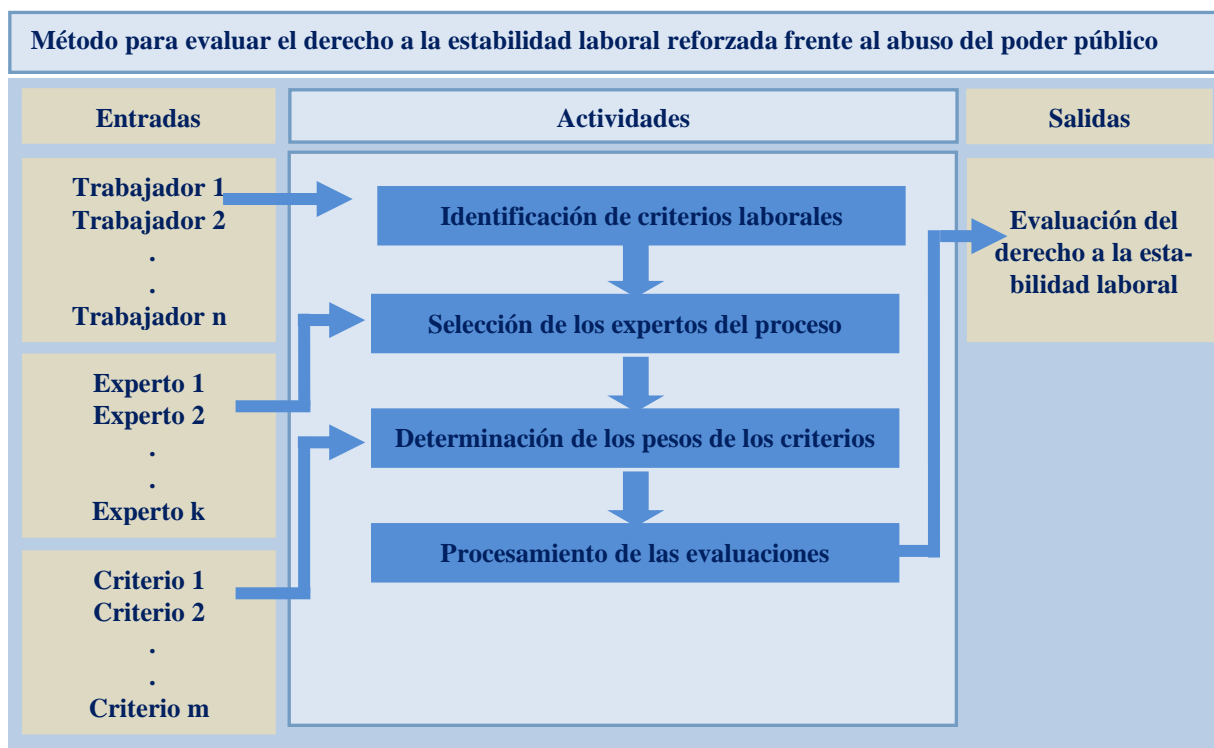 Método para evaluar el derecho a la estabilidad laboral reforzada frente al abuso del poder público
Entradas
Actividades
Salidas
Trabajador 1
Trabajador 2
.
.
Trabajador n
Experto 1
Experto 2
.
.
Experto k
Criterio 1
Criterio 2
.
.
Criterio m
Identificación de criterios laborales
Selección de los expertos del proceso
Determinación de los pesos de los criterios
Procesamiento de las evaluaciones
Evaluación del
derecho a la esta-
bilidad laboral